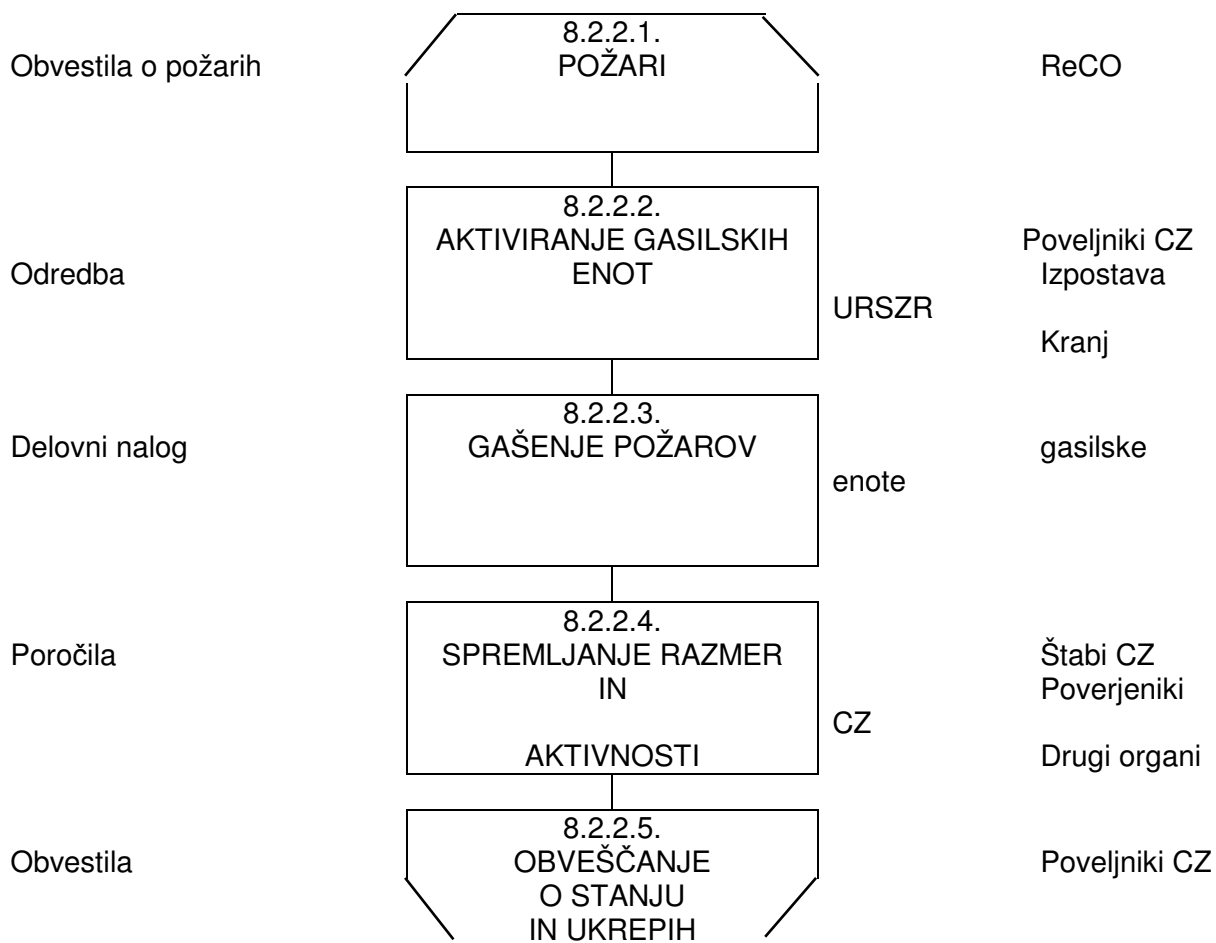 8.2.2.1.
Obvestila o požarih POŽARI ReCO
8.2.2.2.
AKTIVIRANJE GASILSKIH Poveljniki CZ
Odredba ENOT Izpostava
URSZR
Kranj
8.2.2.3.
Delovni nalog GAŠENJE POŽAROV gasilske
enote
8.2.2.4.
Poročila SPREMLJANJE RAZMER Štabi CZ
IN Poverjeniki
CZ
AKTIVNOSTI Drugi organi
8.2.2.5.
Obvestila OBVEŠČANJE Poveljniki CZ
O STANJU
IN UKREPIH